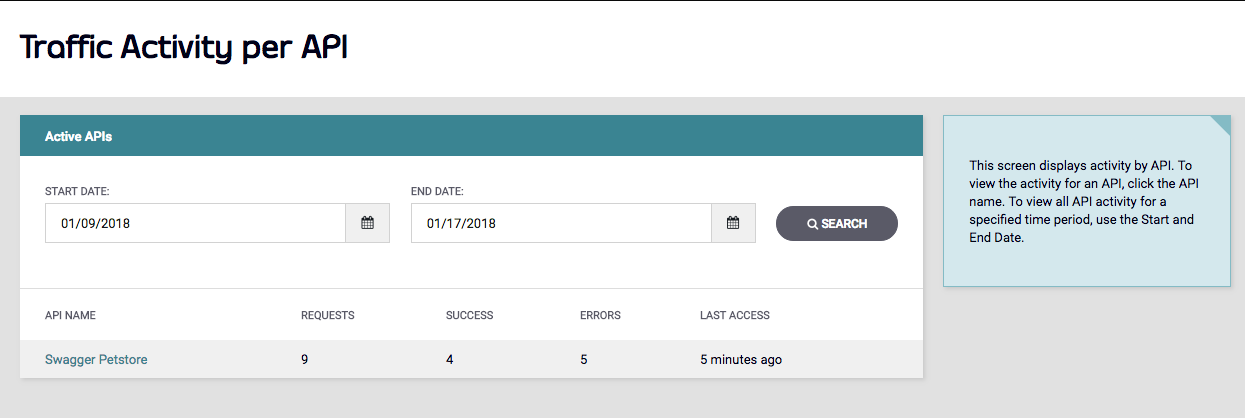 Traffic Activity per API
Active APIs
This screen displays activity by API. To
view the activity for an API, click the API
name. To view all API activity for a
specified time period, use the Start and
End Date.
START DATE: END DATE:
01/09/2018 01/17/2018 SEARCH
API NAME REQUESTS SUCCESS ERRORS LAST ACCESS
Swagger Petstore 9 4 5 5 minutes ago